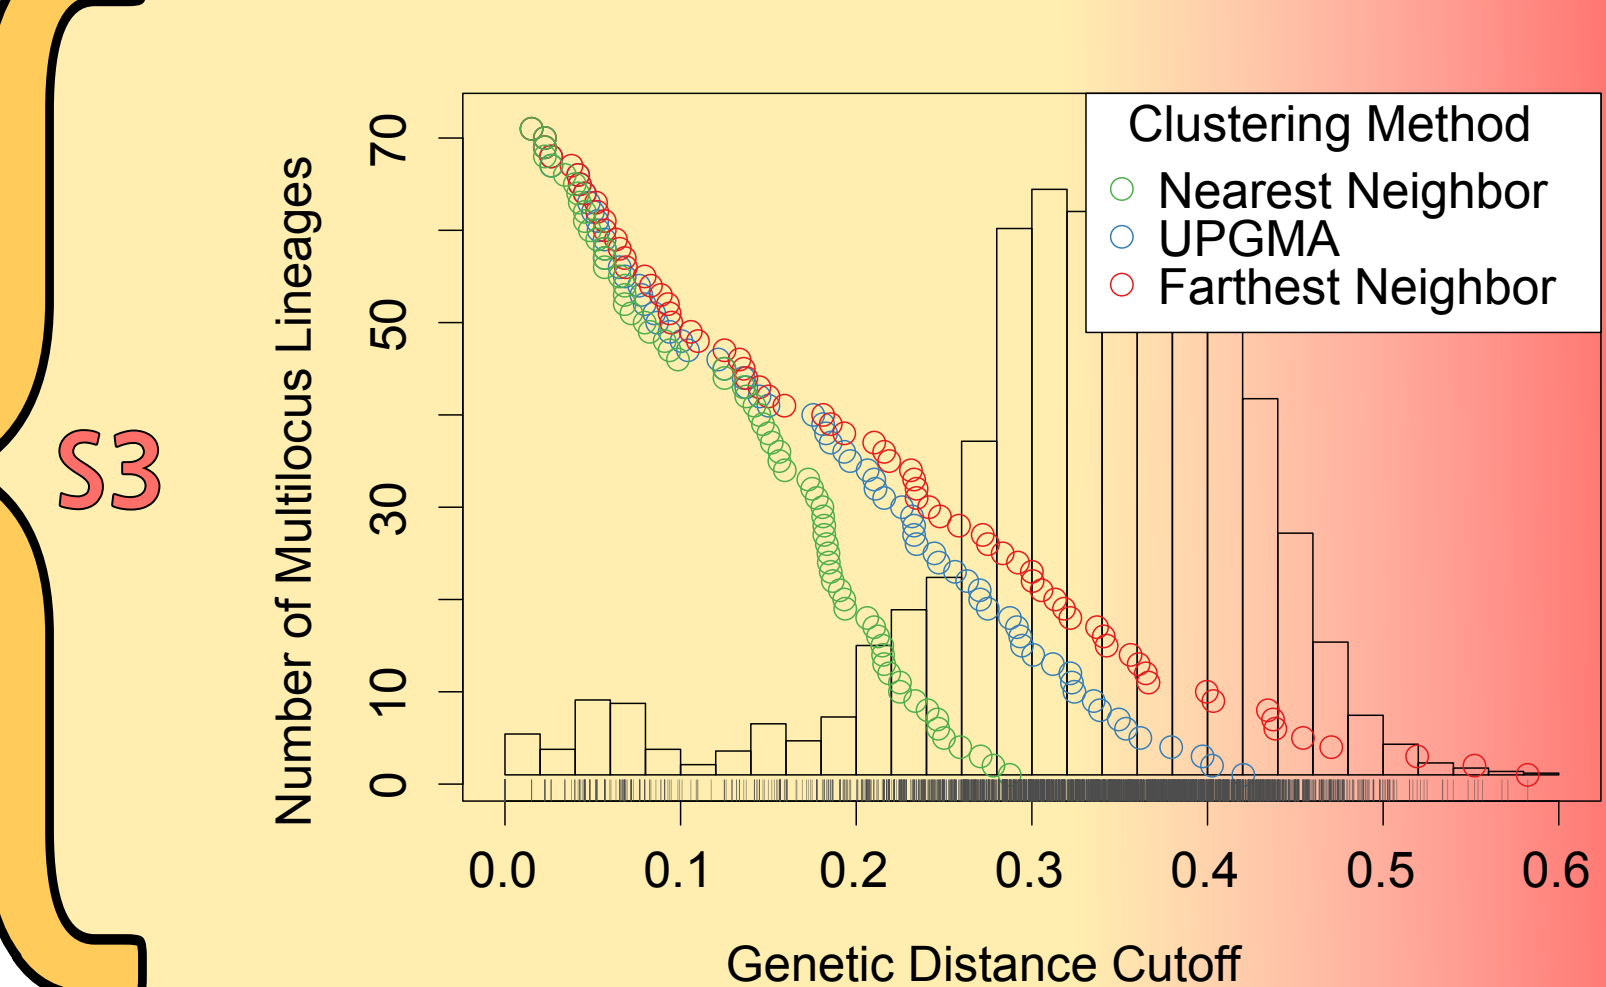 S3
Number of Multilocus Lineages
70
50
30
10
0
Clustering Method
Nearest Neighbor
UPGMA
Farthest Neighbor
0.0 0.1 0.2 0.3 0.4 0.5 0.6
Genetic Distance Cutoff